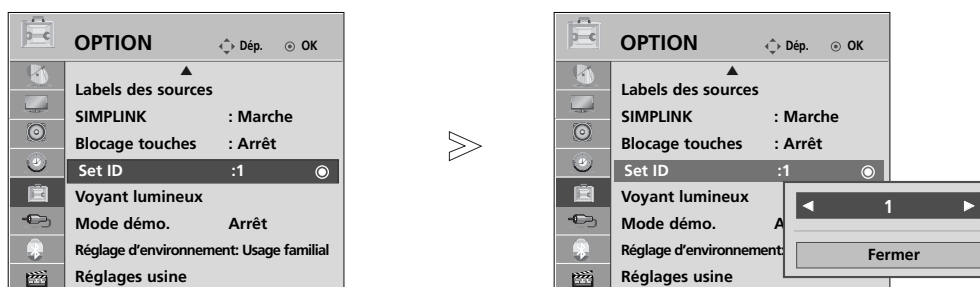 OPTION Dép. OK
Labels des sources
SIMPLINK : Marche
Blocage touches : Arrêt
Set ID :1
Voyant lumineux
Mode démo. Arrêt
Réglage d'environnement: Usage familial
Réglages usine
OPTION Dép. OK
Labels des sources
SIMPLINK : Marche
Blocage touches : Arrêt
Set ID :1
Voyant lumineux
Mode démo. A
Réglage d'environnement:
Réglages usine
1
Fermer